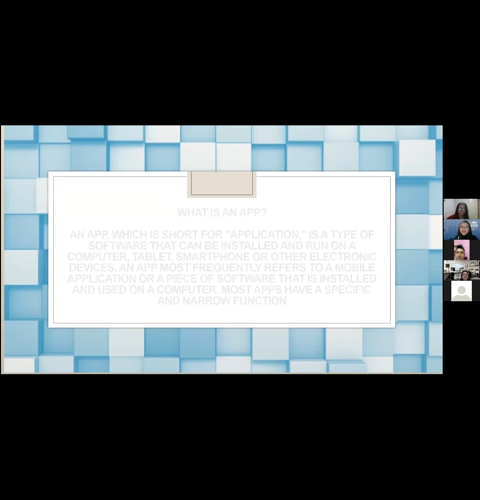 WHAT IS AN APP?
AN APP, WHICH IS SHORT FOR "APPLICATION," IS A TYPE OF
SOFTWARE THAT CAN BE INSTALLED AND RUN ON A
COMPUTER, TABLET, SMARTPHONE OR OTHER ELECTRONIC
DEVICES. AN APP MOST FREQUENTLY REFERS TO A MOBILE
APPLICATION OR A PIECE OF SOFTWARE THAT IS INSTALLED
AND USED ON A COMPUTER. MOST APPS HAVE A SPECIFIC
AND NARROW FUNCTION